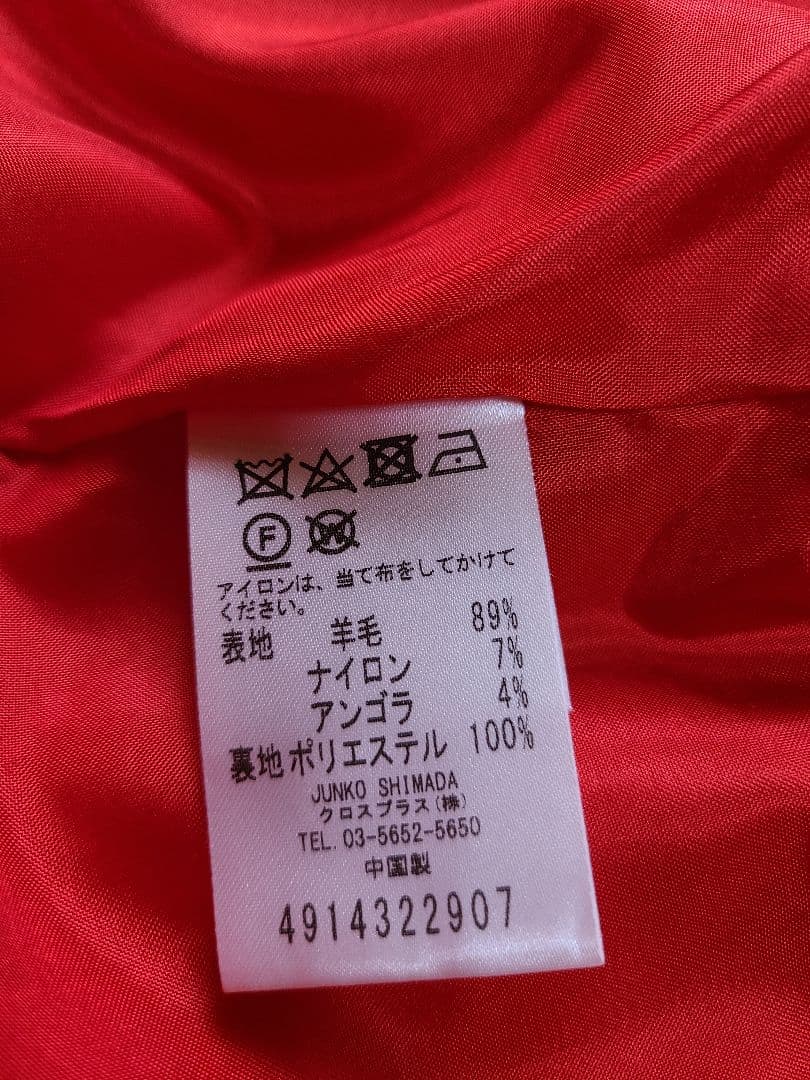 F
W
アイロンは、当て布をしてかけて
ください。
表地 羊毛 89%
ナイロン 7%
アンゴラ 4%
裏地 ポリエステル 100%
JUNKO SHIMADA
クロスプラス(株)
TEL. 03-5652-5650
中国製
4914322907